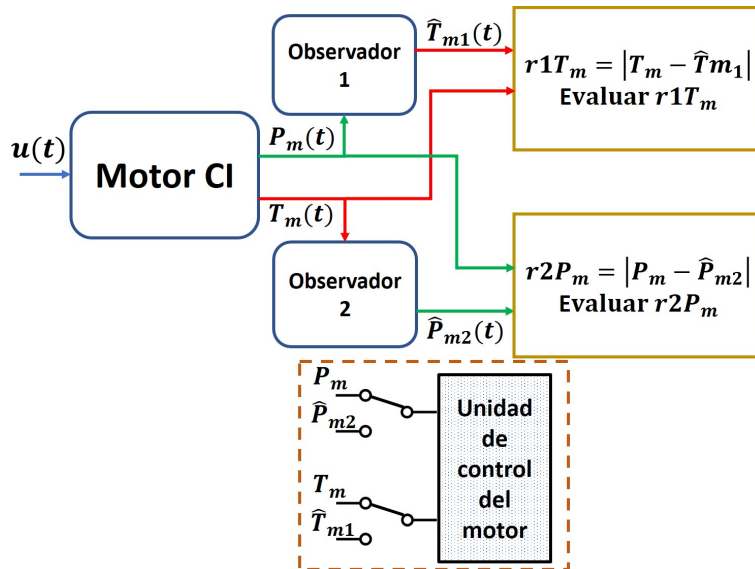 Observador
1
T̂ₘ₁(t)
r1Tₘ = |Tₘ − T̂m₁|
Evaluar r1Tₘ
u(t)
Motor CI
Pₘ(t)
Tₘ(t)
Observador
2
P̂ₘ₂(t)
r2Pₘ = |Pₘ − P̂ₘ₂|
Evaluar r2Pₘ
Pₘ
P̂ₘ₂
Tₘ
T̂ₘ₁
Unidad
de
control
del
motor